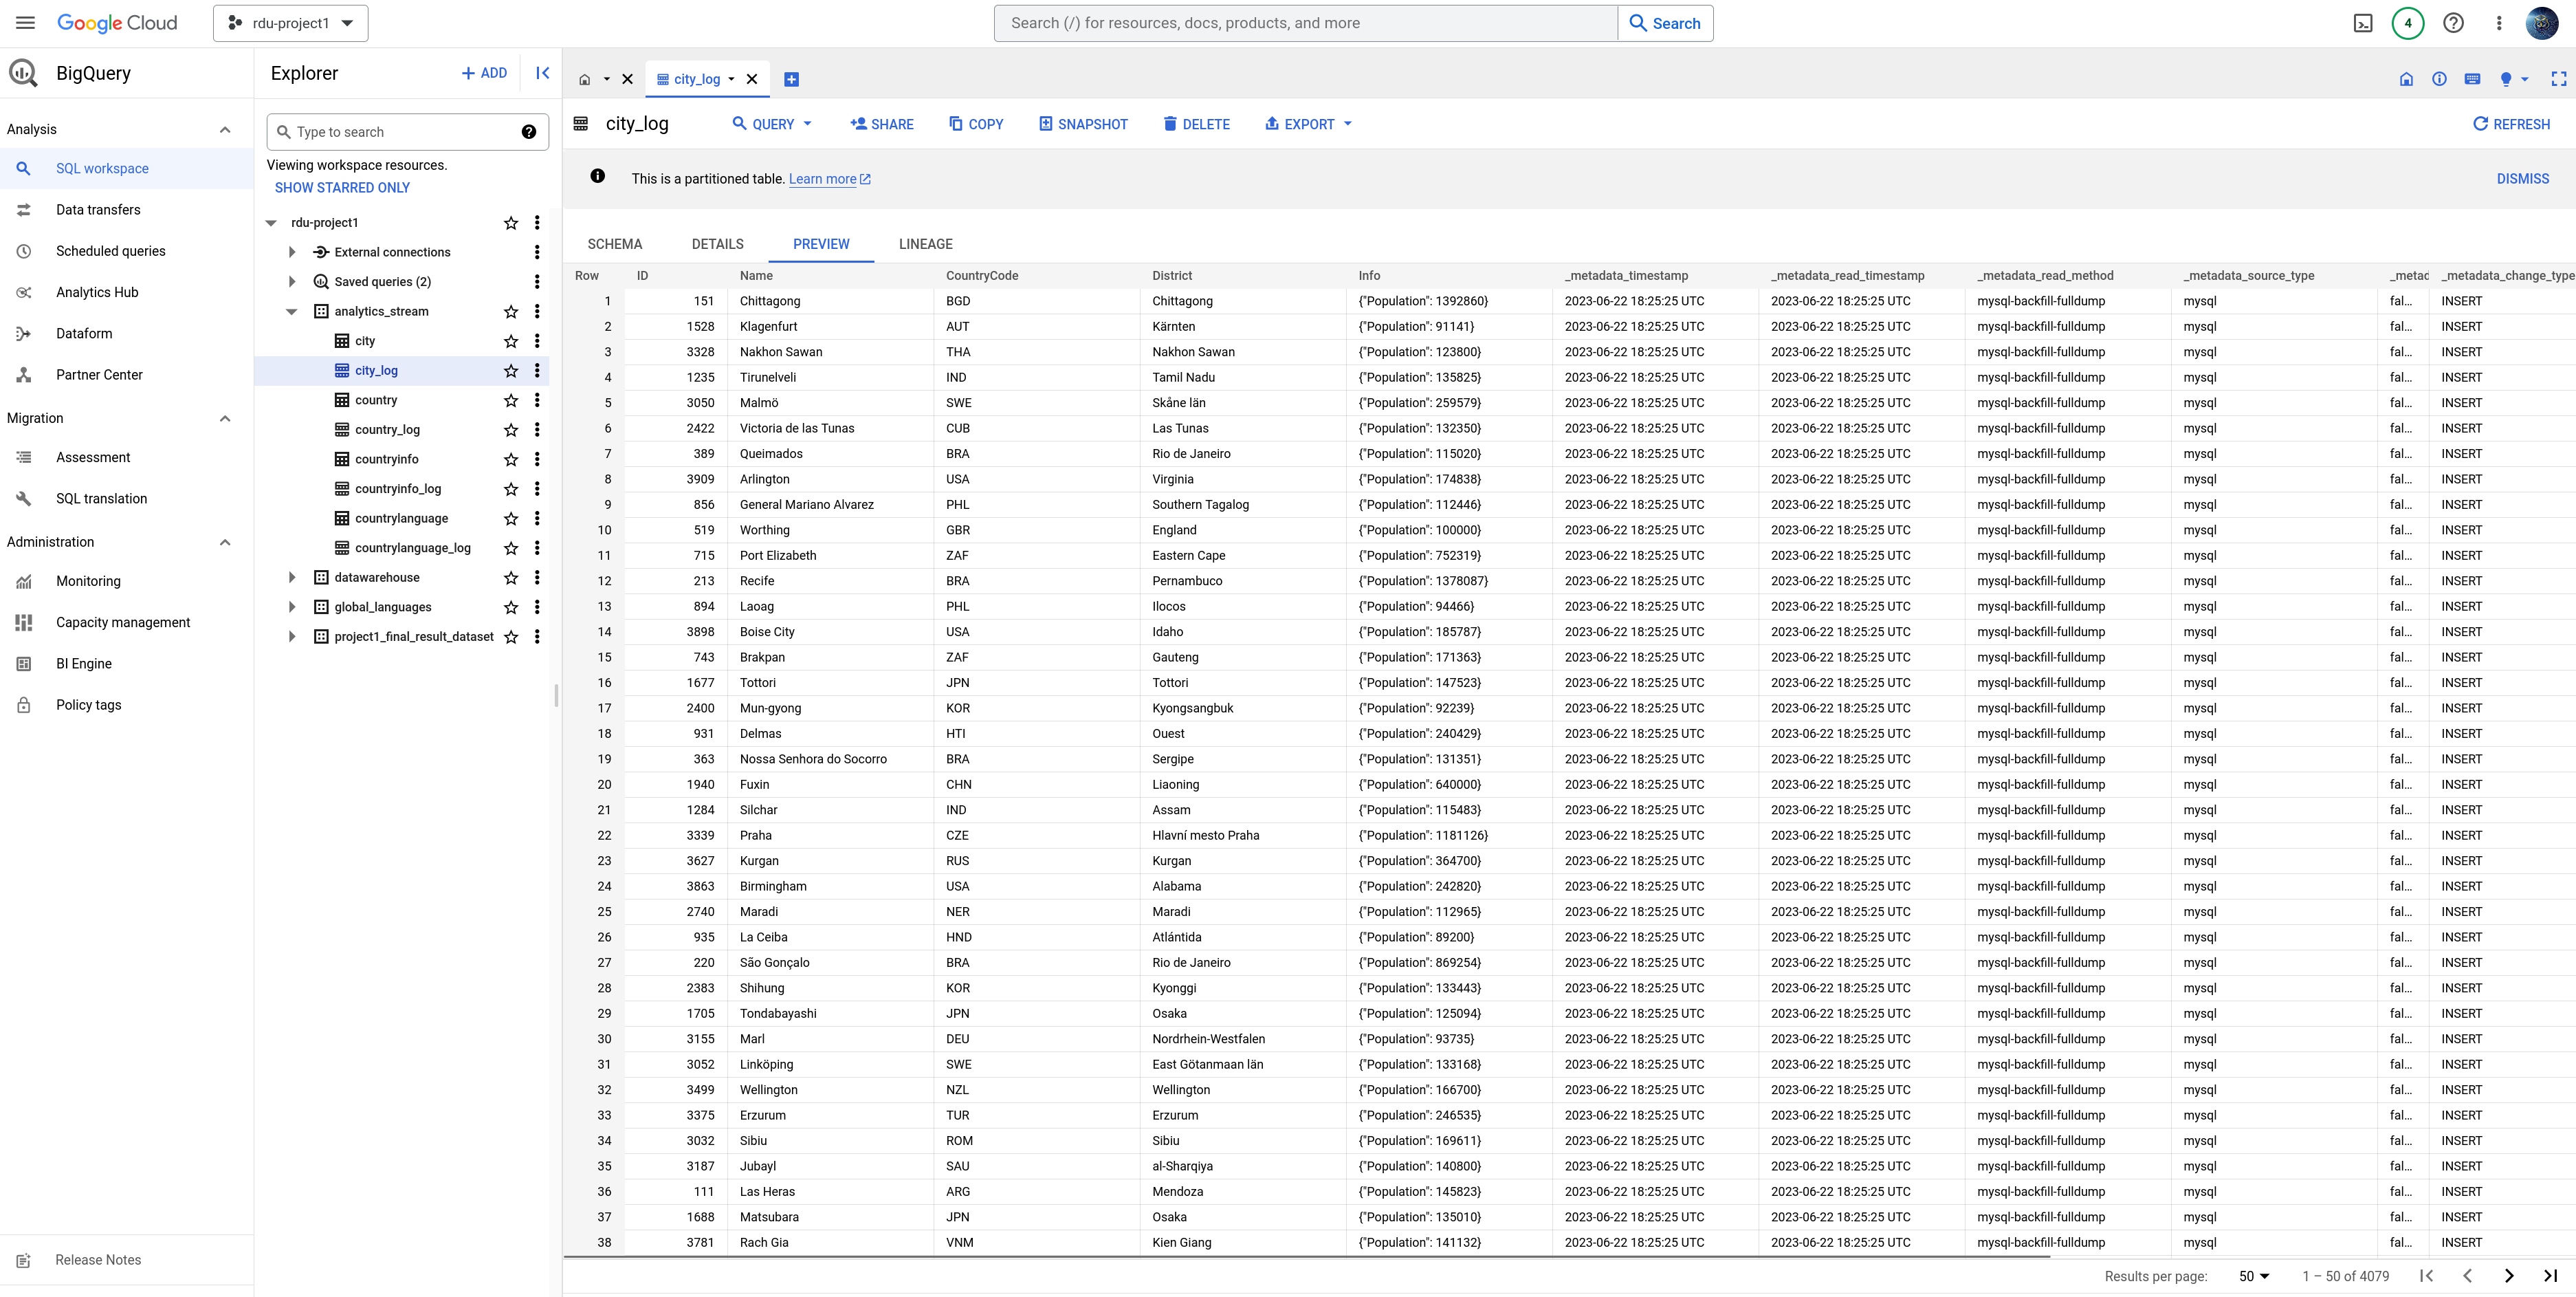 Google Cloud
rdu-project1
Search (/) for resources, docs, products, and more
Search
4
BigQuery
Analysis
SQL workspace
Data transfers
Scheduled queries
Analytics Hub
Dataform
Partner Center
Migration
Assessment
SQL translation
Administration
Monitoring
Capacity management
BI Engine
Policy tags
Release Notes
Explorer
ADD
Type to search
Viewing workspace resources.
SHOW STARRED ONLY
rdu-project1
External connections
Saved queries (2)
analytics_stream
city
city_log
country
country_log
countryinfo
countryinfo_log
countrylanguage
countrylanguage_log
datawarehouse
global_languages
project1_final_result_dataset
city_log
city_log
QUERY SHARE COPY SNAPSHOT DELETE EXPORT REFRESH
This is a partitioned table. Learn more
DISMISS
SCHEMA DETAILS PREVIEW LINEAGE
Row ID Name CountryCode District Info _metadata_timestamp _metadata_read_timestamp _metadata_read_method _metadata_source_type _metad _metadata_change_type
1 151 Chittagong BGD Chittagong {"Population": 1392860} 2023-06-22 18:25:25 UTC 2023-06-22 18:25:25 UTC mysql-backfill-fulldump mysql fal... INSERT
2 1528 Klagenfurt AUT Kärnten {"Population": 91141} 2023-06-22 18:25:25 UTC 2023-06-22 18:25:25 UTC mysql-backfill-fulldump mysql fal... INSERT
3 3328 Nakhon Sawan THA Nakhon Sawan {"Population": 123800} 2023-06-22 18:25:25 UTC 2023-06-22 18:25:25 UTC mysql-backfill-fulldump mysql fal... INSERT
4 1235 Tirunelveli IND Tamil Nadu {"Population": 135825} 2023-06-22 18:25:25 UTC 2023-06-22 18:25:25 UTC mysql-backfill-fulldump mysql fal... INSERT
5 3050 Malmö SWE Skåne län {"Population": 259579} 2023-06-22 18:25:25 UTC 2023-06-22 18:25:25 UTC mysql-backfill-fulldump mysql fal... INSERT
6 2422 Victoria de las Tunas CUB Las Tunas {"Population": 132350} 2023-06-22 18:25:25 UTC 2023-06-22 18:25:25 UTC mysql-backfill-fulldump mysql fal... INSERT
7 389 Queimados BRA Rio de Janeiro {"Population": 115020} 2023-06-22 18:25:25 UTC 2023-06-22 18:25:25 UTC mysql-backfill-fulldump mysql fal... INSERT
8 3909 Arlington USA Virginia {"Population": 174838} 2023-06-22 18:25:25 UTC 2023-06-22 18:25:25 UTC mysql-backfill-fulldump mysql fal... INSERT
9 856 General Mariano Alvarez PHL Southern Tagalog {"Population": 112446} 2023-06-22 18:25:25 UTC 2023-06-22 18:25:25 UTC mysql-backfill-fulldump mysql fal... INSERT
10 519 Worthing GBR England {"Population": 100000} 2023-06-22 18:25:25 UTC 2023-06-22 18:25:25 UTC mysql-backfill-fulldump mysql fal... INSERT
11 715 Port Elizabeth ZAF Eastern Cape {"Population": 752319} 2023-06-22 18:25:25 UTC 2023-06-22 18:25:25 UTC mysql-backfill-fulldump mysql fal... INSERT
12 213 Recife BRA Pernambuco {"Population": 1378087} 2023-06-22 18:25:25 UTC 2023-06-22 18:25:25 UTC mysql-backfill-fulldump mysql fal... INSERT
13 894 Laoag PHL Ilocos {"Population": 94466} 2023-06-22 18:25:25 UTC 2023-06-22 18:25:25 UTC mysql-backfill-fulldump mysql fal... INSERT
14 3898 Boise City USA Idaho {"Population": 185787} 2023-06-22 18:25:25 UTC 2023-06-22 18:25:25 UTC mysql-backfill-fulldump mysql fal... INSERT
15 743 Brakpan ZAF Gauteng {"Population": 171363} 2023-06-22 18:25:25 UTC 2023-06-22 18:25:25 UTC mysql-backfill-fulldump mysql fal... INSERT
16 1677 Tottori JPN Tottori {"Population": 147523} 2023-06-22 18:25:25 UTC 2023-06-22 18:25:25 UTC mysql-backfill-fulldump mysql fal... INSERT
17 2400 Mun-gyong KOR Kyongsangbuk {"Population": 92239} 2023-06-22 18:25:25 UTC 2023-06-22 18:25:25 UTC mysql-backfill-fulldump mysql fal... INSERT
18 931 Delmas HTI Ouest {"Population": 240429} 2023-06-22 18:25:25 UTC 2023-06-22 18:25:25 UTC mysql-backfill-fulldump mysql fal... INSERT
19 363 Nossa Senhora do Socorro BRA Sergipe {"Population": 131351} 2023-06-22 18:25:25 UTC 2023-06-22 18:25:25 UTC mysql-backfill-fulldump mysql fal... INSERT
20 1940 Fuxin CHN Liaoning {"Population": 640000} 2023-06-22 18:25:25 UTC 2023-06-22 18:25:25 UTC mysql-backfill-fulldump mysql fal... INSERT
21 1284 Silchar IND Assam {"Population": 115483} 2023-06-22 18:25:25 UTC 2023-06-22 18:25:25 UTC mysql-backfill-fulldump mysql fal... INSERT
22 3339 Praha CZE Hlavní mesto Praha {"Population": 1181126} 2023-06-22 18:25:25 UTC 2023-06-22 18:25:25 UTC mysql-backfill-fulldump mysql fal... INSERT
23 3627 Kurgan RUS Kurgan {"Population": 364700} 2023-06-22 18:25:25 UTC 2023-06-22 18:25:25 UTC mysql-backfill-fulldump mysql fal... INSERT
24 3863 Birmingham USA Alabama {"Population": 242820} 2023-06-22 18:25:25 UTC 2023-06-22 18:25:25 UTC mysql-backfill-fulldump mysql fal... INSERT
25 2740 Maradi NER Maradi {"Population": 112965} 2023-06-22 18:25:25 UTC 2023-06-22 18:25:25 UTC mysql-backfill-fulldump mysql fal... INSERT
26 935 La Ceiba HND Atlántida {"Population": 89200} 2023-06-22 18:25:25 UTC 2023-06-22 18:25:25 UTC mysql-backfill-fulldump mysql fal... INSERT
27 220 São Gonçalo BRA Rio de Janeiro {"Population": 869254} 2023-06-22 18:25:25 UTC 2023-06-22 18:25:25 UTC mysql-backfill-fulldump mysql fal... INSERT
28 2383 Shihung KOR Kyonggi {"Population": 133443} 2023-06-22 18:25:25 UTC 2023-06-22 18:25:25 UTC mysql-backfill-fulldump mysql fal... INSERT
29 1705 Tondabayashi JPN Osaka {"Population": 125094} 2023-06-22 18:25:25 UTC 2023-06-22 18:25:25 UTC mysql-backfill-fulldump mysql fal... INSERT
30 3155 Marl DEU Nordrhein-Westfalen {"Population": 93735} 2023-06-22 18:25:25 UTC 2023-06-22 18:25:25 UTC mysql-backfill-fulldump mysql fal... INSERT
31 3052 Linköping SWE East Götanmaan län {"Population": 133168} 2023-06-22 18:25:25 UTC 2023-06-22 18:25:25 UTC mysql-backfill-fulldump mysql fal... INSERT
32 3499 Wellington NZL Wellington {"Population": 166700} 2023-06-22 18:25:25 UTC 2023-06-22 18:25:25 UTC mysql-backfill-fulldump mysql fal... INSERT
33 3375 Erzurum TUR Erzurum {"Population": 246535} 2023-06-22 18:25:25 UTC 2023-06-22 18:25:25 UTC mysql-backfill-fulldump mysql fal... INSERT
34 3032 Sibiu ROM Sibiu {"Population": 169611} 2023-06-22 18:25:25 UTC 2023-06-22 18:25:25 UTC mysql-backfill-fulldump mysql fal... INSERT
35 3187 Jubayl SAU al-Sharqiya {"Population": 140800} 2023-06-22 18:25:25 UTC 2023-06-22 18:25:25 UTC mysql-backfill-fulldump mysql fal... INSERT
36 111 Las Heras ARG Mendoza {"Population": 145823} 2023-06-22 18:25:25 UTC 2023-06-22 18:25:25 UTC mysql-backfill-fulldump mysql fal... INSERT
37 1688 Matsubara JPN Osaka {"Population": 135010} 2023-06-22 18:25:25 UTC 2023-06-22 18:25:25 UTC mysql-backfill-fulldump mysql fal... INSERT
38 3781 Rach Gia VNM Kien Giang {"Population": 141132} 2023-06-22 18:25:25 UTC 2023-06-22 18:25:25 UTC mysql-backfill-fulldump mysql fal... INSERT
Results per page: 50 1 – 50 of 4079